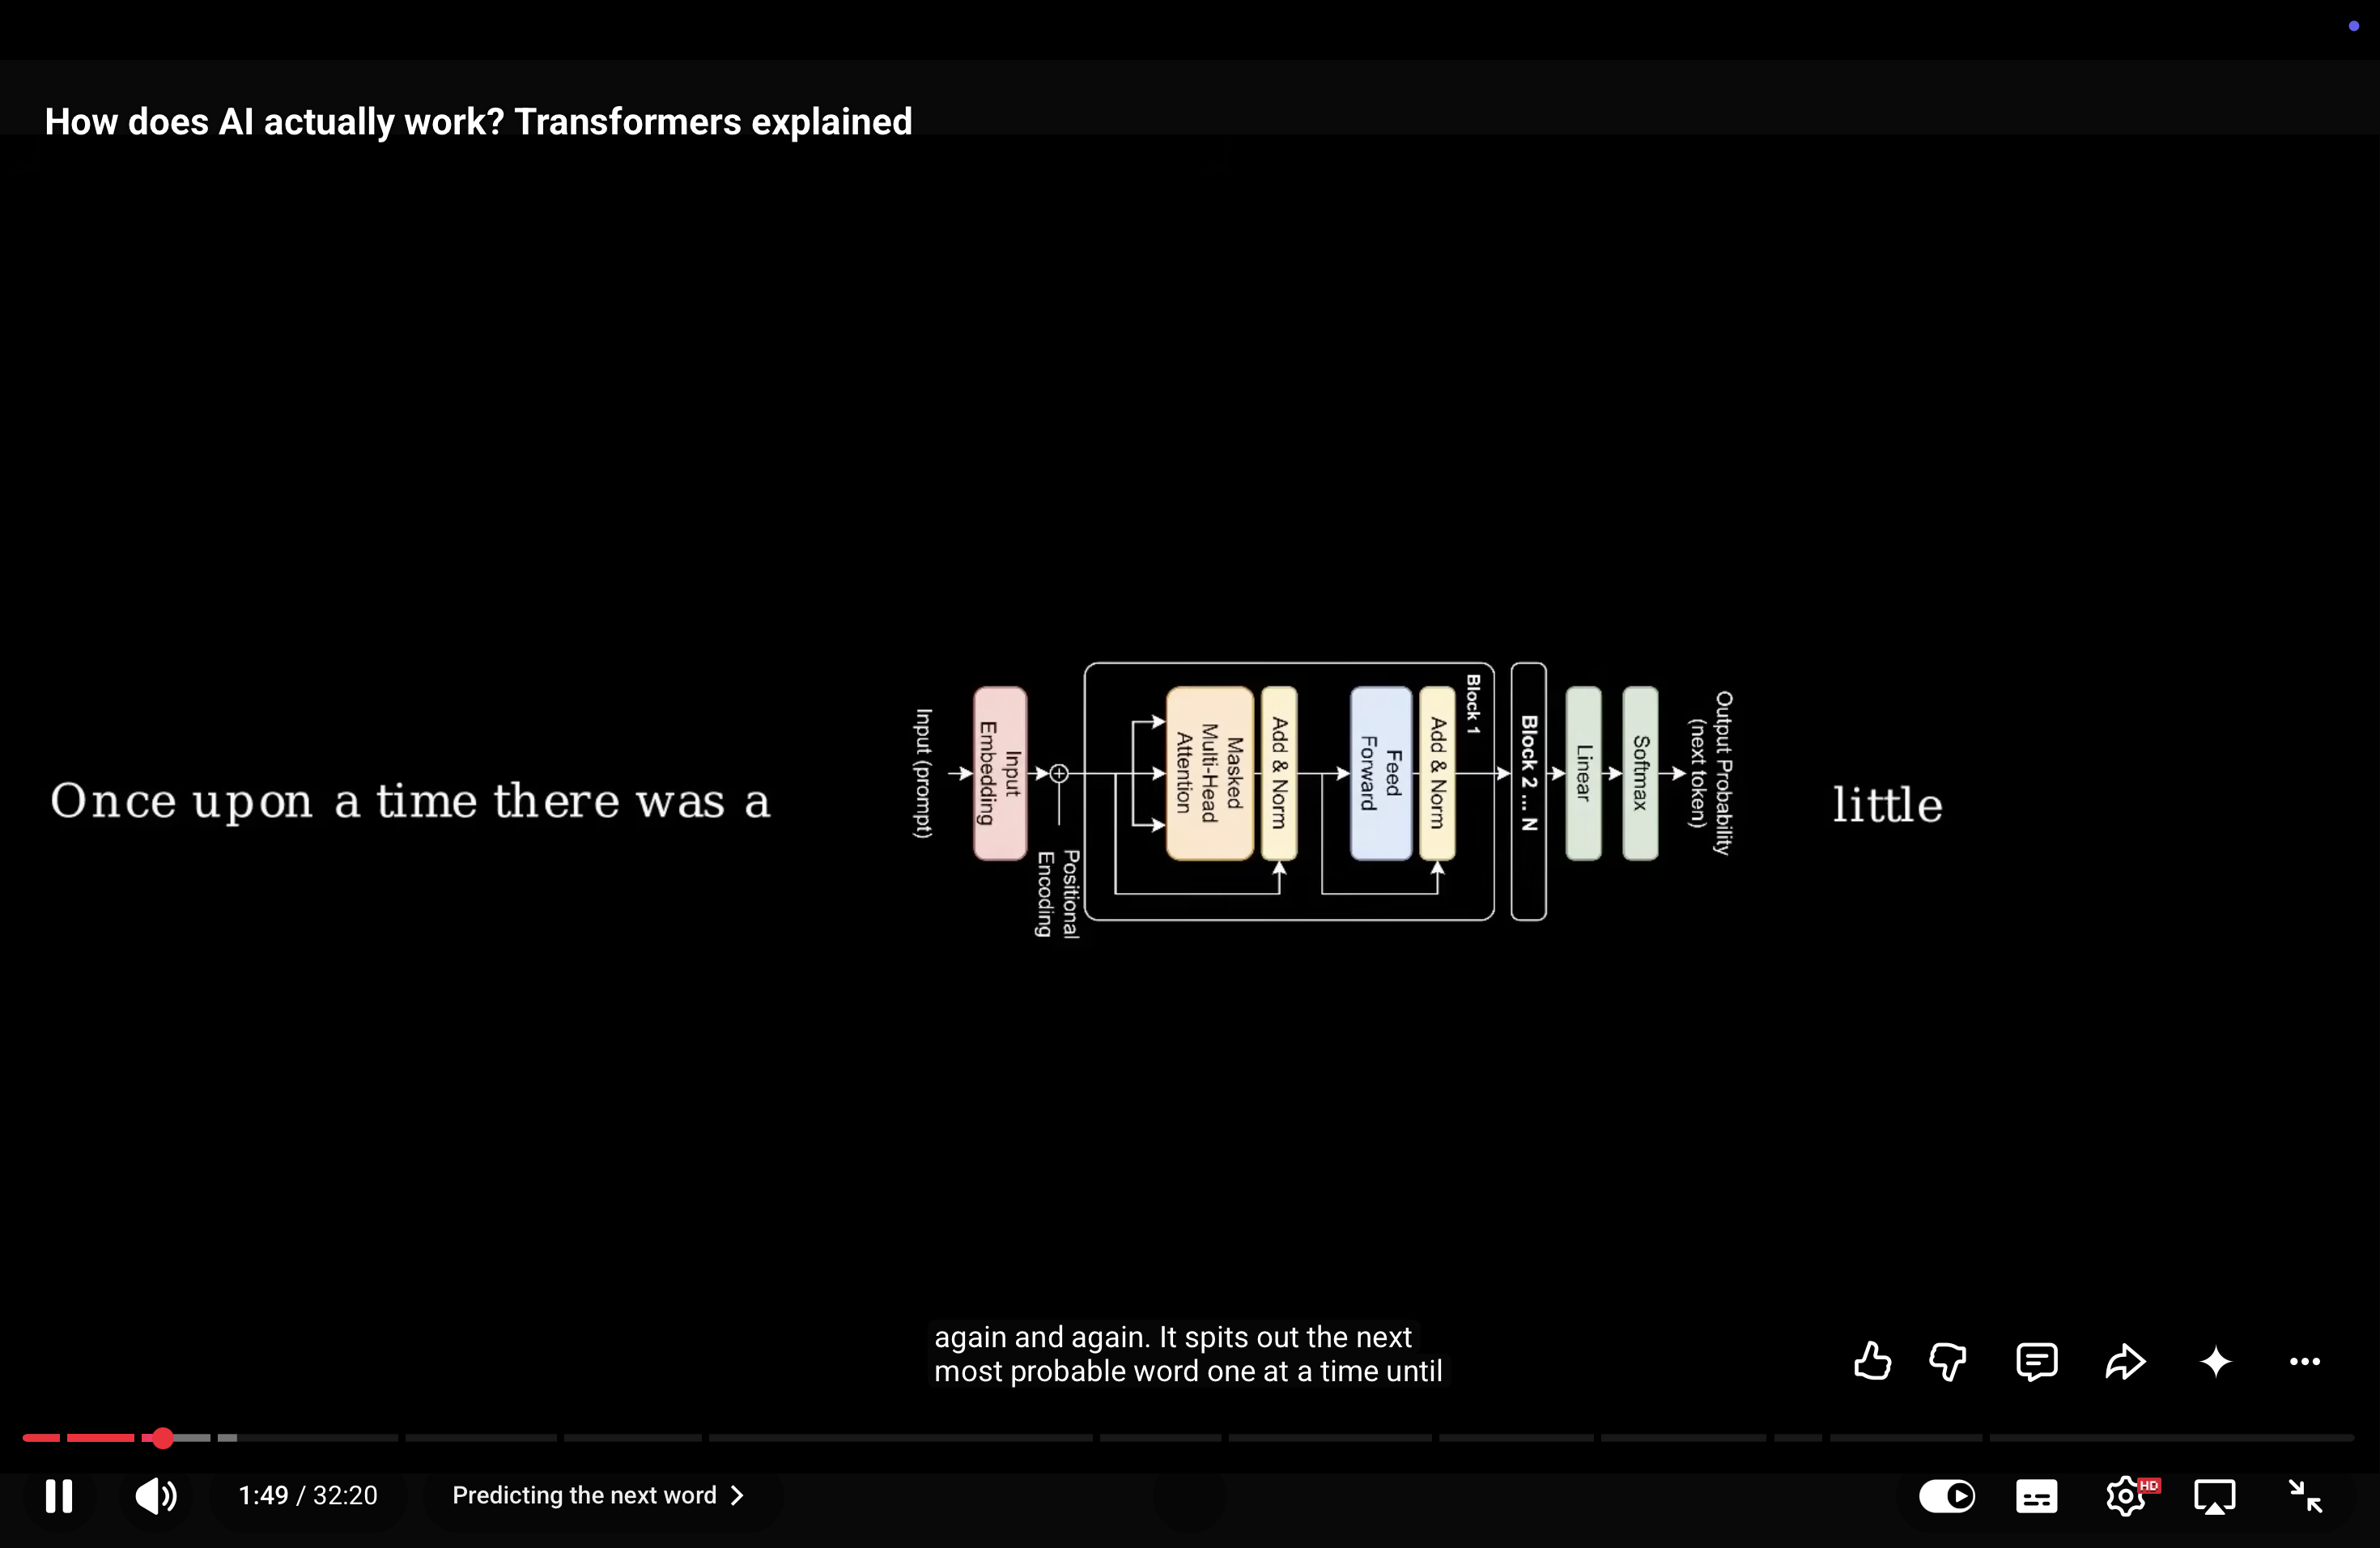 How does AI actually work? Transformers explained
Once upon a time there was a
Input (prompt)
Input
Embedding
Positional
Encoding
Block 1
Masked
Multi-Head
Attention
Add & Norm
Feed
Forward
Add & Norm
Block 2 ... N
Linear
Softmax
Output Probability
(next token)
little
again and again. It spits out the next
most probable word one at a time until
1:49 / 32:20
Predicting the next word
HD